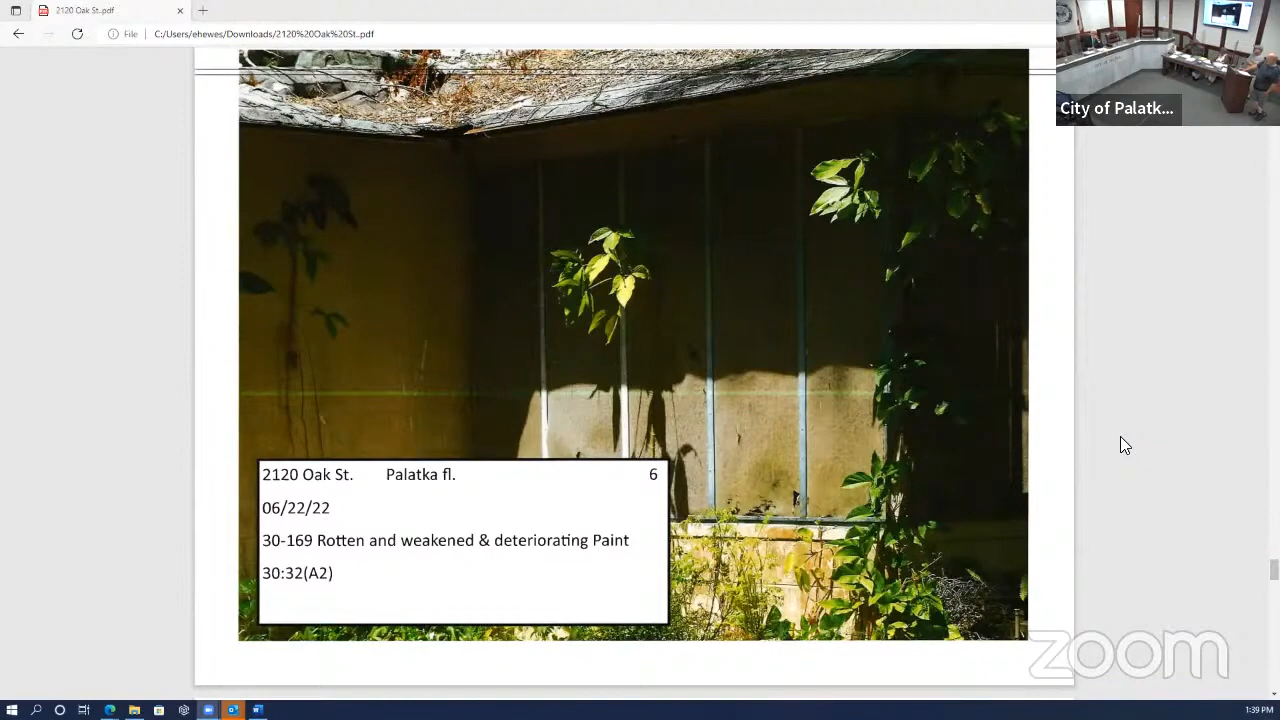 2120 Oak St..pdf
File
C:/Users/ehewes/Downloads/2120%20Oak%20St..pdf
City of Palatk...
2120 Oak St. Palatka fl. 6
06/22/22
30-169 Rotten and weakened & deteriorating Paint
30:32(A2)
zoom
1:39 PM